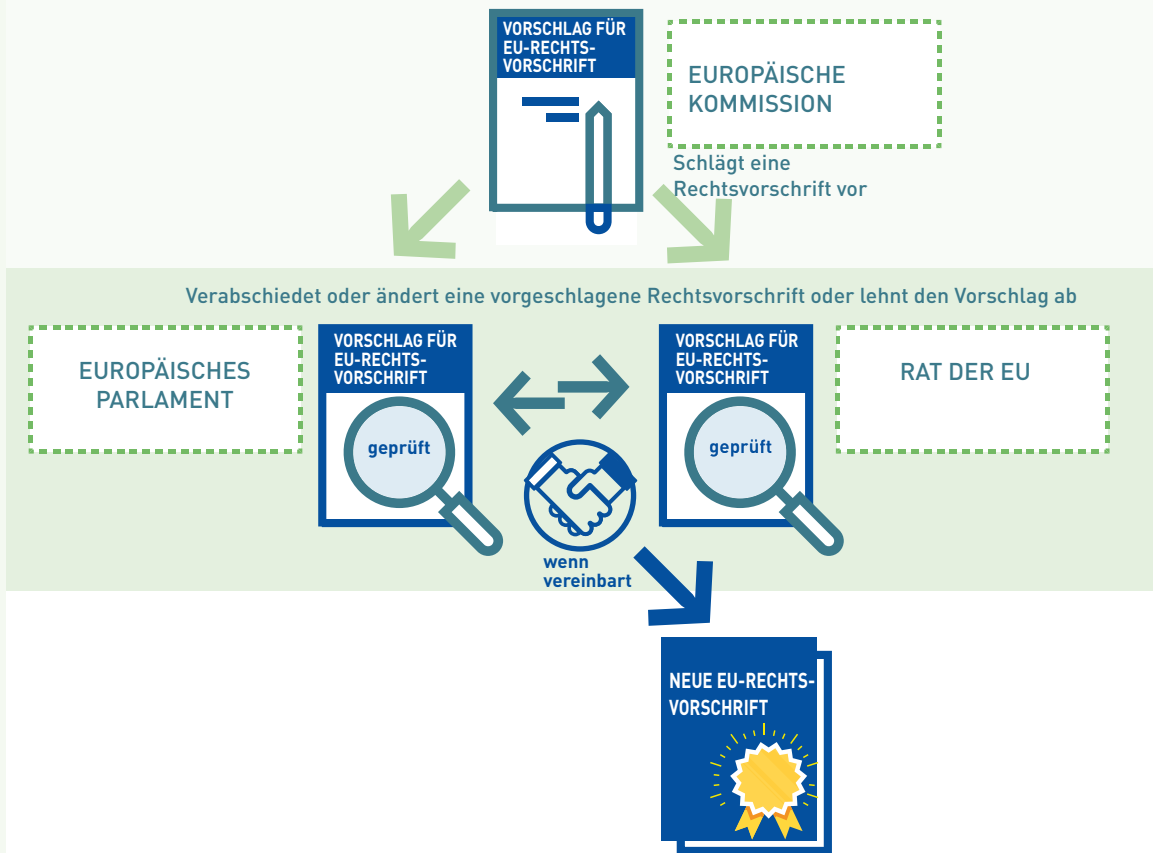 VORSCHLAG FÜR
EU-RECHTS-
VORSCHRIFT
EUROPÄISCHE
KOMMISSION
Schlägt eine
Rechtsvorschrift vor
Verabschiedet oder ändert eine vorgeschlagene Rechtsvorschrift oder lehnt den Vorschlag ab
EUROPÄISCHES
PARLAMENT
VORSCHLAG FÜR
EU-RECHTS-
VORSCHRIFT
geprüft
wenn
vereinbart
VORSCHLAG FÜR
EU-RECHTS-
VORSCHRIFT
geprüft
RAT DER EU
NEUE EU-RECHTS-
VORSCHRIFT